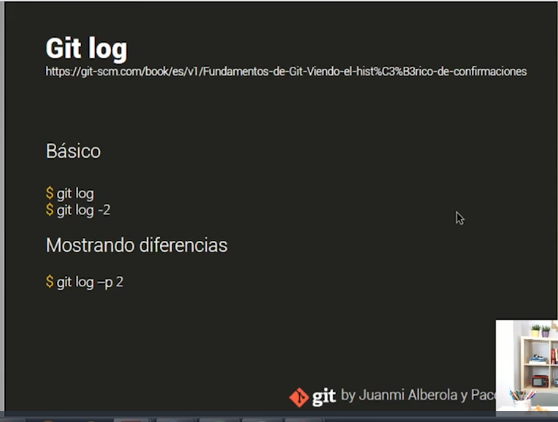 Git log
https://git-scm.com/book/es/v1/Fundamentos-de-Git-Viendo-el-hist%C3%B3rico-de-confirmaciones
Básico
$ git log
$ git log -2
Mostrando diferencias
$ git log –p 2
git by Juanmi Alberola y